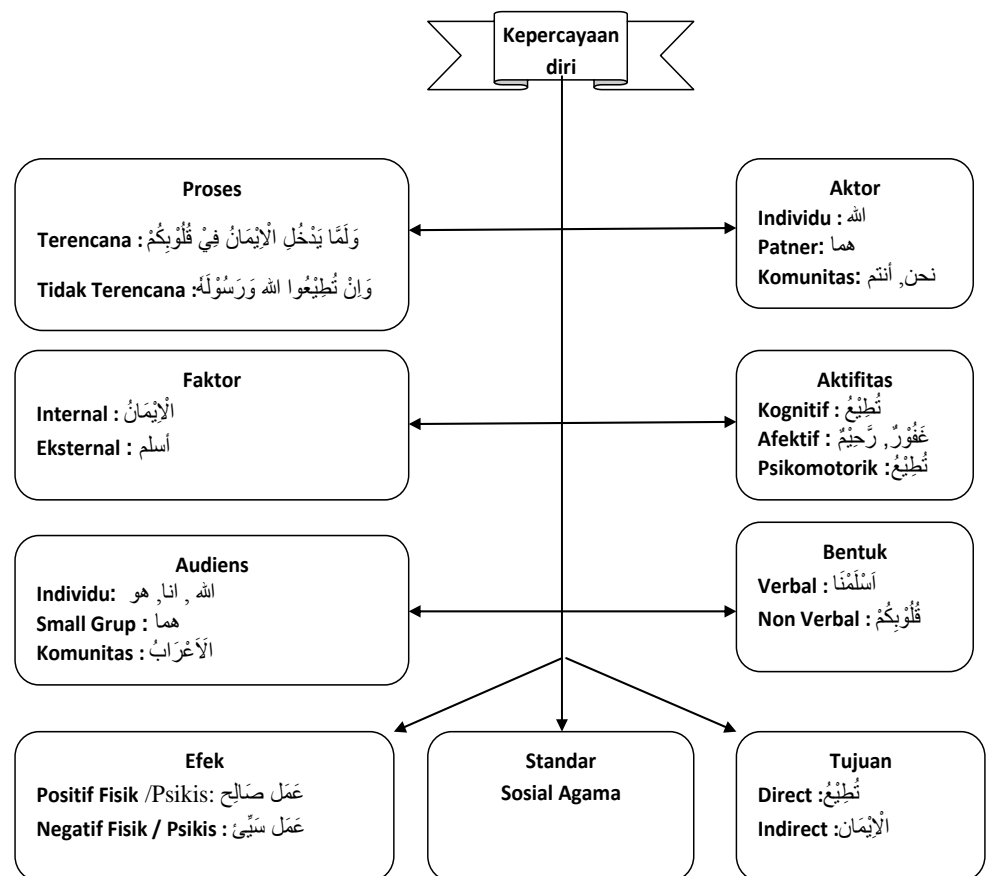 Kepercayaan
diri
Proses
Terencana : وَلَمَّا يَدْخُلِ الْاِيْمَانُ فِيْ قُلُوْبِكُمْ
Tidak Terencana: وَاِنْ تُطِيْعُوا الله وَرَسُوْلَهٗ
Aktor
Individu : الله
Patner: هما
Komunitas: نحن, أنتم
Faktor
Internal : الْاِيْمَانُ
Eksternal : أسلم
Aktifitas
Kognitif : تُطِيْعُ
Afektif : غَفُوْرٌ, رَّحِيْمٌ
Psikomotorik : تُطِيْعُ
Audiens
Individu: الله , انا, هو
Small Grup : هما
Komunitas : الَاَعْرَابُ
Bentuk
Verbal : اَسْلَمْنَا
Non Verbal : قُلُوْبِكُمْ
Efek
Positif Fisik /Psikis: عَمَل صَالِح
Negatif Fisik / Psikis : عَمَل سَيِّئ
Standar
Sosial Agama
Tujuan
Direct : تُطِيْعُ
Indirect : الْاِيْمَان